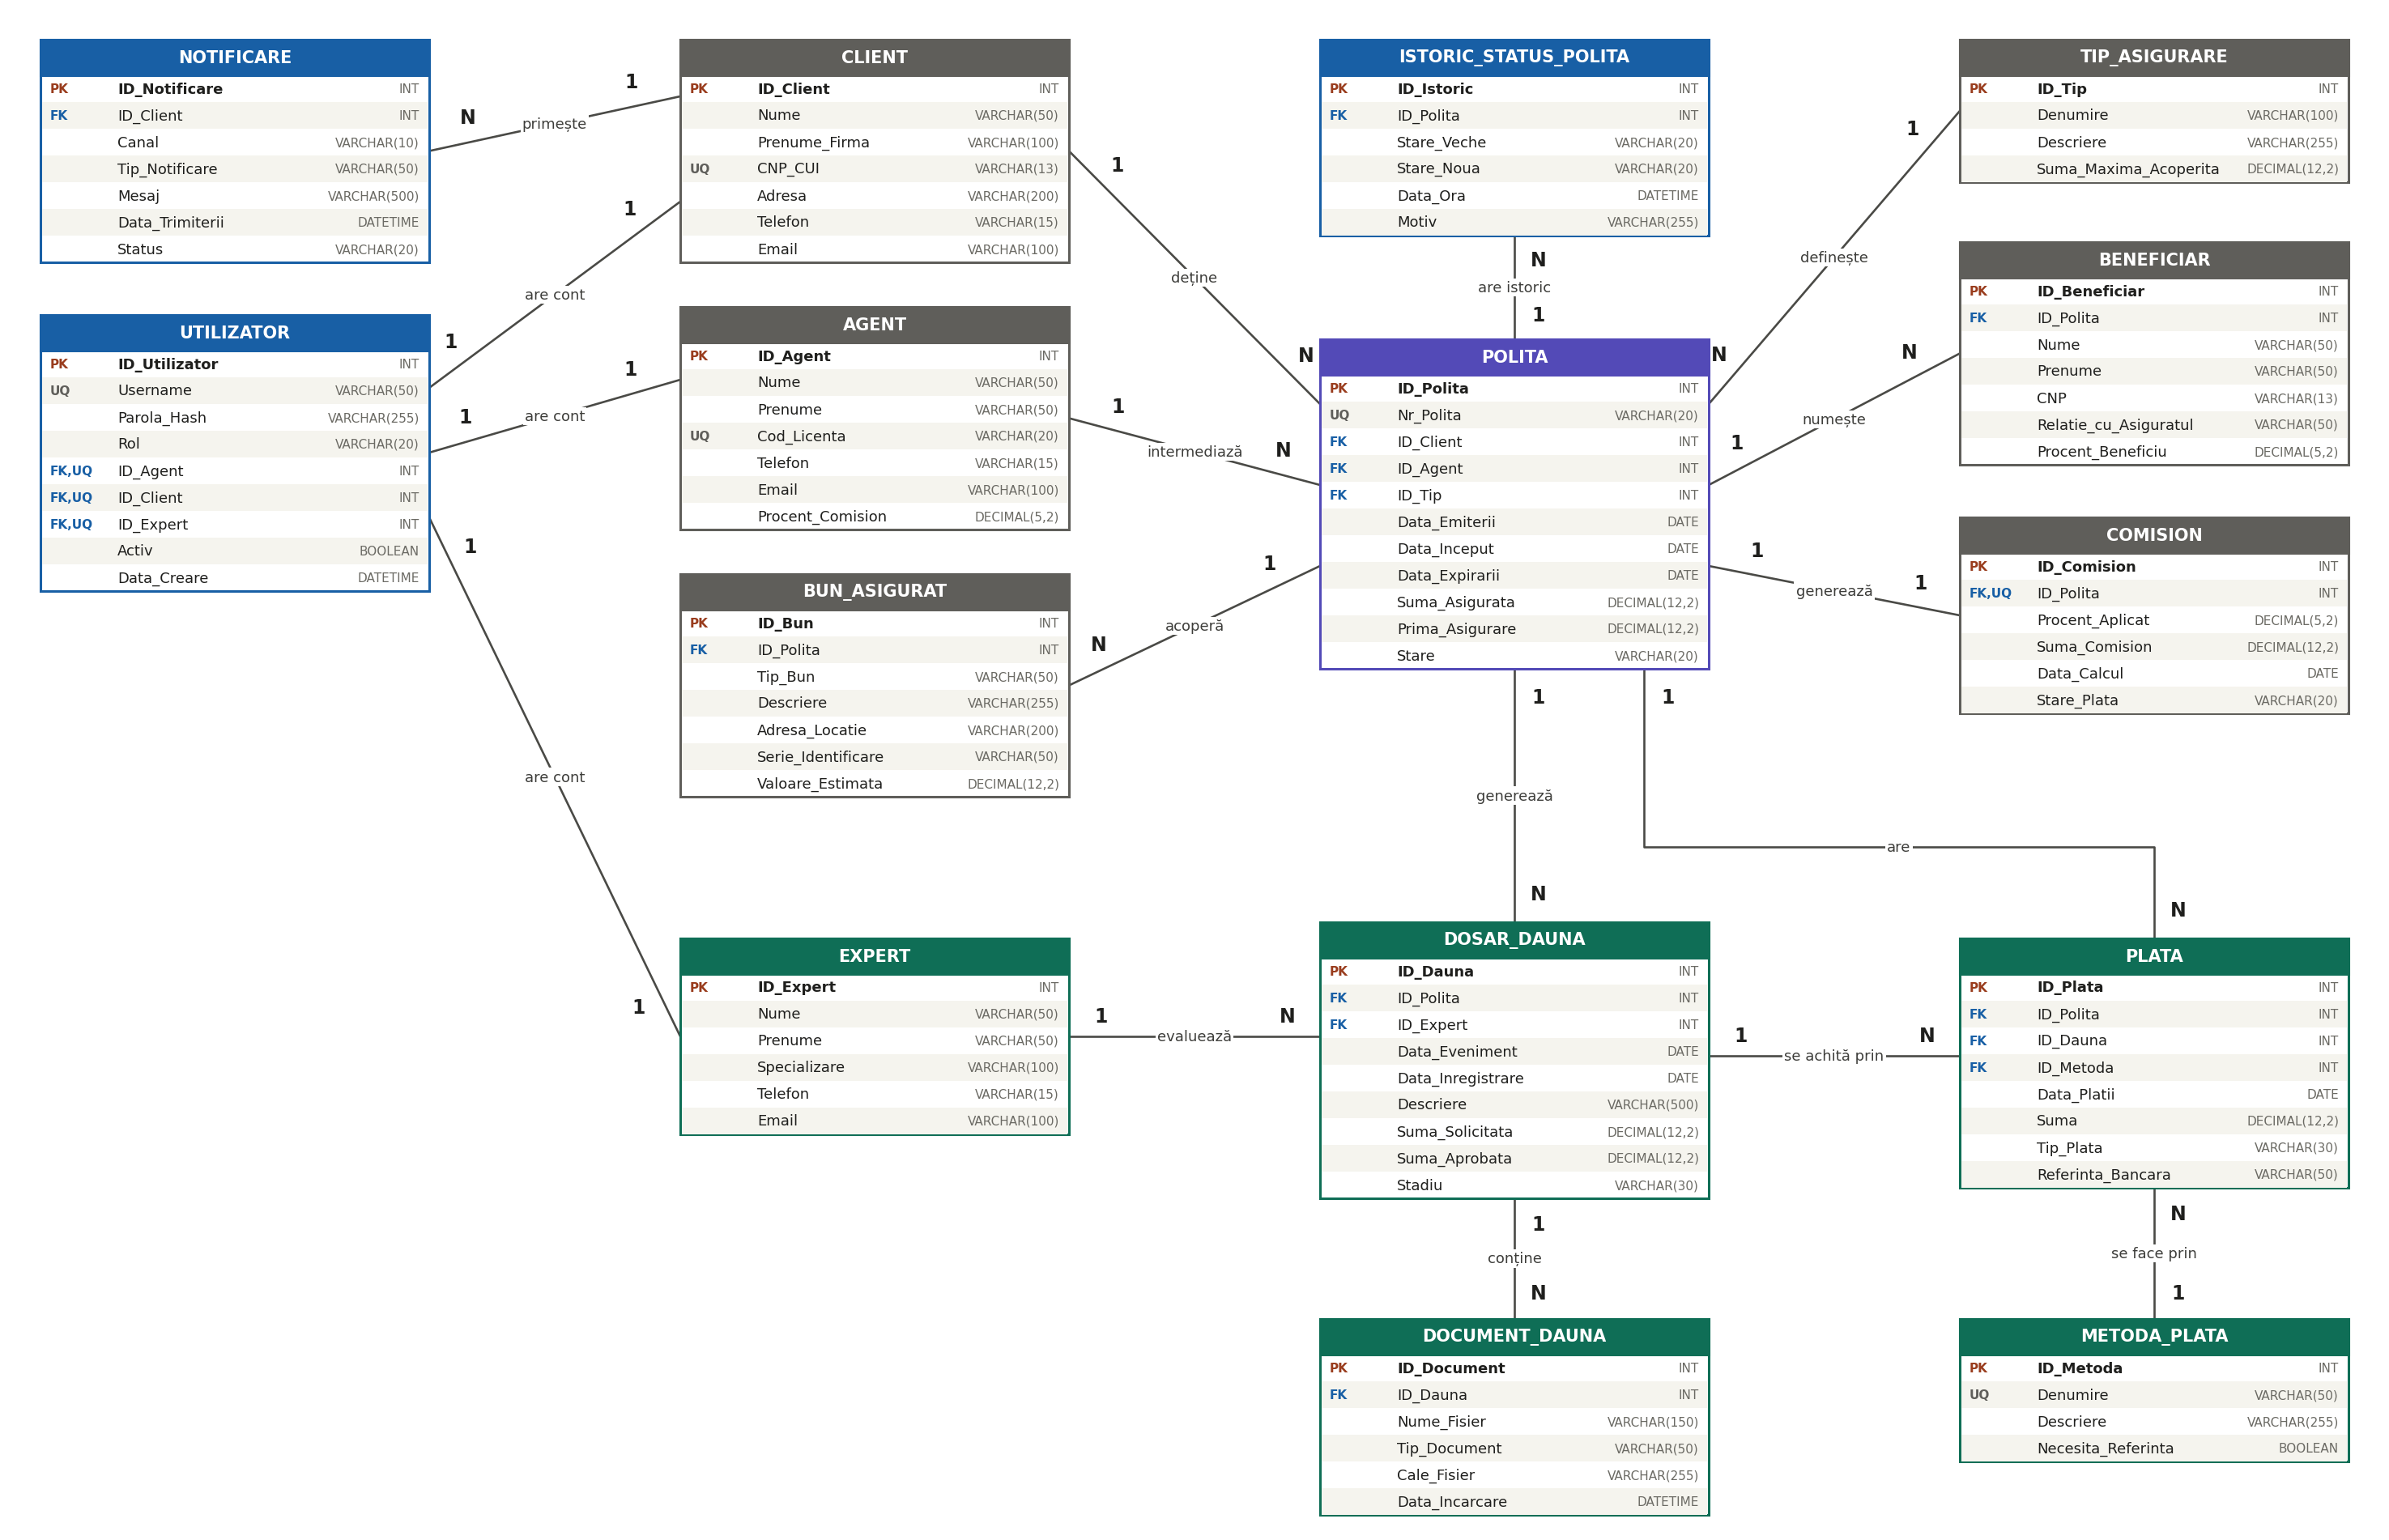 NOTIFICARE
PK ID_Notificare INT
FK ID_Client INT
Canal VARCHAR(10)
Tip_Notificare VARCHAR(50)
Mesaj VARCHAR(500)
Data_Trimiterii DATETIME
Status VARCHAR(20)
N primește 1
CLIENT
PK ID_Client INT
Nume VARCHAR(50)
Prenume_Firma VARCHAR(100)
UQ CNP_CUI VARCHAR(13)
Adresa VARCHAR(200)
Telefon VARCHAR(15)
Email VARCHAR(100)
1 deține N
ISTORIC_STATUS_POLITA
PK ID_Istoric INT
FK ID_Polita INT
Stare_Veche VARCHAR(20)
Stare_Noua VARCHAR(20)
Data_Ora DATETIME
Motiv VARCHAR(255)
N
are istoric
1
TIP_ASIGURARE
PK ID_Tip INT
Denumire VARCHAR(100)
Descriere VARCHAR(255)
Suma_Maxima_Acoperita DECIMAL(12,2)
1
definește
N
UTILIZATOR
PK ID_Utilizator INT
UQ Username VARCHAR(50)
Parola_Hash VARCHAR(255)
Rol VARCHAR(20)
FK,UQ ID_Agent INT
FK,UQ ID_Client INT
FK,UQ ID_Expert INT
Activ BOOLEAN
Data_Creare DATETIME
1 are cont 1
1 are cont 1
1
are cont
1
AGENT
PK ID_Agent INT
Nume VARCHAR(50)
Prenume VARCHAR(50)
UQ Cod_Licenta VARCHAR(20)
Telefon VARCHAR(15)
Email VARCHAR(100)
Procent_Comision DECIMAL(5,2)
1 intermediază N
POLITA
PK ID_Polita INT
UQ Nr_Polita VARCHAR(20)
FK ID_Client INT
FK ID_Agent INT
FK ID_Tip INT
Data_Emiterii DATE
Data_Inceput DATE
Data_Expirarii DATE
Suma_Asigurata DECIMAL(12,2)
Prima_Asigurare DECIMAL(12,2)
Stare VARCHAR(20)
1 numește N
BENEFICIAR
PK ID_Beneficiar INT
FK ID_Polita INT
Nume VARCHAR(50)
Prenume VARCHAR(50)
CNP VARCHAR(13)
Relatie_cu_Asiguratul VARCHAR(50)
Procent_Beneficiu DECIMAL(5,2)
BUN_ASIGURAT
PK ID_Bun INT
FK ID_Polita INT
Tip_Bun VARCHAR(50)
Descriere VARCHAR(255)
Adresa_Locatie VARCHAR(200)
Serie_Identificare VARCHAR(50)
Valoare_Estimata DECIMAL(12,2)
N acoperă 1
1 generează 1
COMISION
PK ID_Comision INT
FK,UQ ID_Polita INT
Procent_Aplicat DECIMAL(5,2)
Suma_Comision DECIMAL(12,2)
Data_Calcul DATE
Stare_Plata VARCHAR(20)
1
generează
N
1
are
N
EXPERT
PK ID_Expert INT
Nume VARCHAR(50)
Prenume VARCHAR(50)
Specializare VARCHAR(100)
Telefon VARCHAR(15)
Email VARCHAR(100)
1 evaluează N
DOSAR_DAUNA
PK ID_Dauna INT
FK ID_Polita INT
FK ID_Expert INT
Data_Eveniment DATE
Data_Inregistrare DATE
Descriere VARCHAR(500)
Suma_Solicitata DECIMAL(12,2)
Suma_Aprobata DECIMAL(12,2)
Stadiu VARCHAR(30)
1 se achită prin N
PLATA
PK ID_Plata INT
FK ID_Polita INT
FK ID_Dauna INT
FK ID_Metoda INT
Data_Platii DATE
Suma DECIMAL(12,2)
Tip_Plata VARCHAR(30)
Referinta_Bancara VARCHAR(50)
1
conține
N
N
se face prin
1
DOCUMENT_DAUNA
PK ID_Document INT
FK ID_Dauna INT
Nume_Fisier VARCHAR(150)
Tip_Document VARCHAR(50)
Cale_Fisier VARCHAR(255)
Data_Incarcare DATETIME
METODA_PLATA
PK ID_Metoda INT
UQ Denumire VARCHAR(50)
Descriere VARCHAR(255)
Necesita_Referinta BOOLEAN